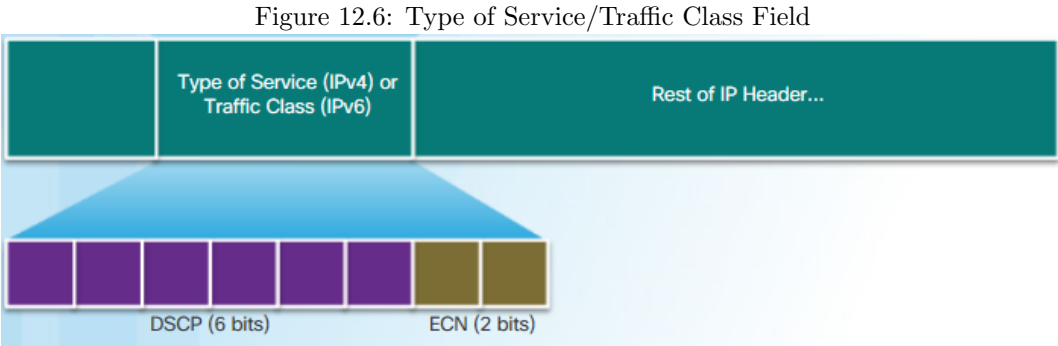 Figure 12.6: Type of Service/Traffic Class Field
Type of Service (IPv4) or
Traffic Class (IPv6)
Rest of IP Header...
DSCP (6 bits)
ECN (2 bits)